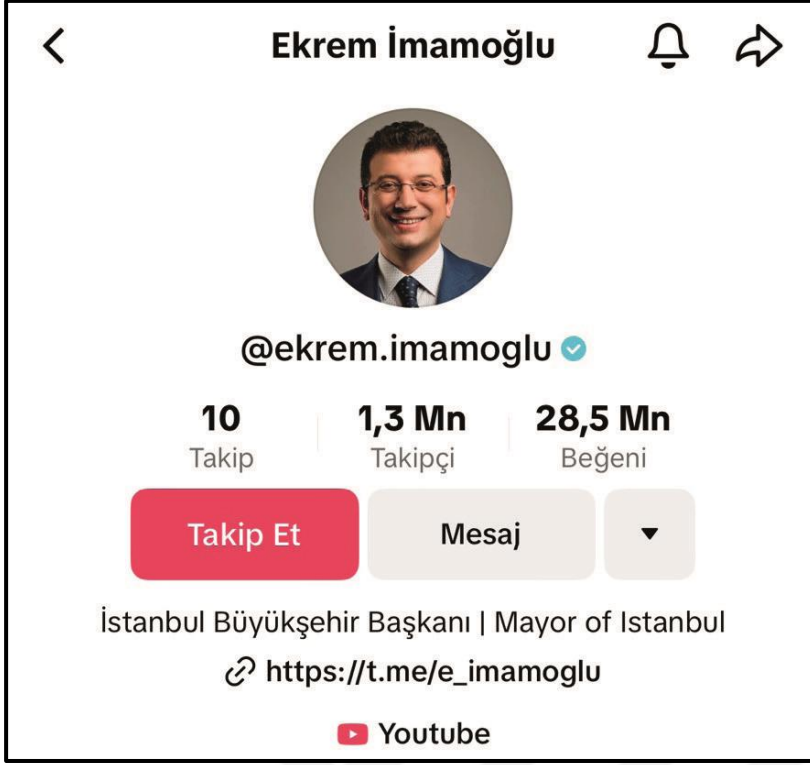 Ekrem İmamoğlu
@ekrem.imamoglu
10 1,3 Mn 28,5 Mn
Takip Takipçi Beğeni
Takip Et Mesaj
İstanbul Büyükşehir Başkanı | Mayor of Istanbul
https://t.me/e_imamoglu
Youtube